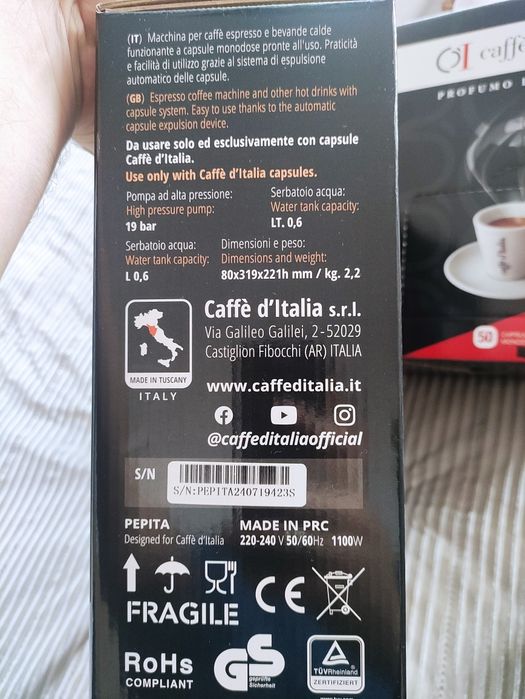 (IT) Macchina per caffè espresso e bevande calde
funzionante a capsule monodose pronte all'uso. Praticità
e facilità di utilizzo grazie al sistema di espulsione
automatico delle capsule.
(GB) Espresso coffee machine and other hot drinks with
capsule system. Easy to use thanks to the automatic
capsule expulsion device.
Da usare solo ed esclusivamente con capsule
Caffè d'Italia.
Use only with Caffè d'Italia capsules.
Pompa ad alta pressione:
High pressure pump:
19 bar
Serbatoio acqua:
Water tank capacity:
LT. 0,6
Serbatoio acqua:
Water tank capacity:
L 0,6
Dimensioni e peso:
Dimensions and weight:
80x319x221h mm / kg. 2,2
MADE IN TUSCANY
ITALY
Caffè d'Italia s.r.l.
Via Galileo Galilei, 2-52029
Castiglion Fibocchi (AR) ITALIA
www.caffeditalia.it
@caffeditaliaofficial
S/N
S/N:PEPITA240719423S
PEPITA
Designed for Caffè d'Italia
MADE IN PRC
220-240 V 50/60Hz 1100W
FRAGILE
CE
RoHS
COMPLIANT
GS
geprüfte
Sicherheit
TÜVRheinland
ZERTIFIZIERT
CI caffè
PROFUMO
50